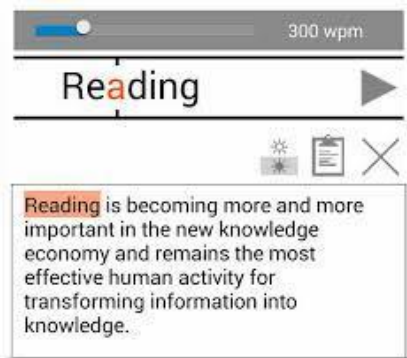 300 wpm
Reading
Reading is becoming more and more
important in the new knowledge
economy and remains the most
effective human activity for
transforming information into
knowledge.